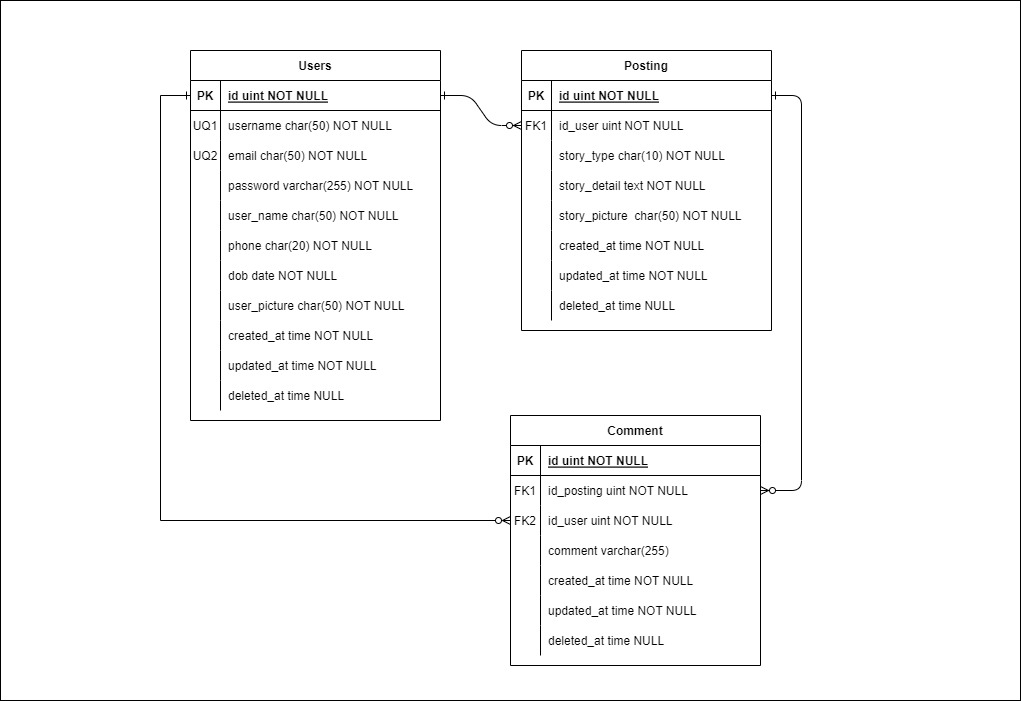 Users
PK id uint NOT NULL
UQ1 username char(50) NOT NULL
UQ2 email char(50) NOT NULL
password varchar(255) NOT NULL
user_name char(50) NOT NULL
phone char(20) NOT NULL
dob date NOT NULL
user_picture char(50) NOT NULL
created_at time NOT NULL
updated_at time NOT NULL
deleted_at time NULL
Posting
PK id uint NOT NULL
FK1 id_user uint NOT NULL
story_type char(10) NOT NULL
story_detail text NOT NULL
story_picture  char(50) NOT NULL
created_at time NOT NULL
updated_at time NOT NULL
deleted_at time NULL
Comment
PK id uint NOT NULL
FK1 id_posting uint NOT NULL
FK2 id_user uint NOT NULL
comment varchar(255)
created_at time NOT NULL
updated_at time NOT NULL
deleted_at time NULL